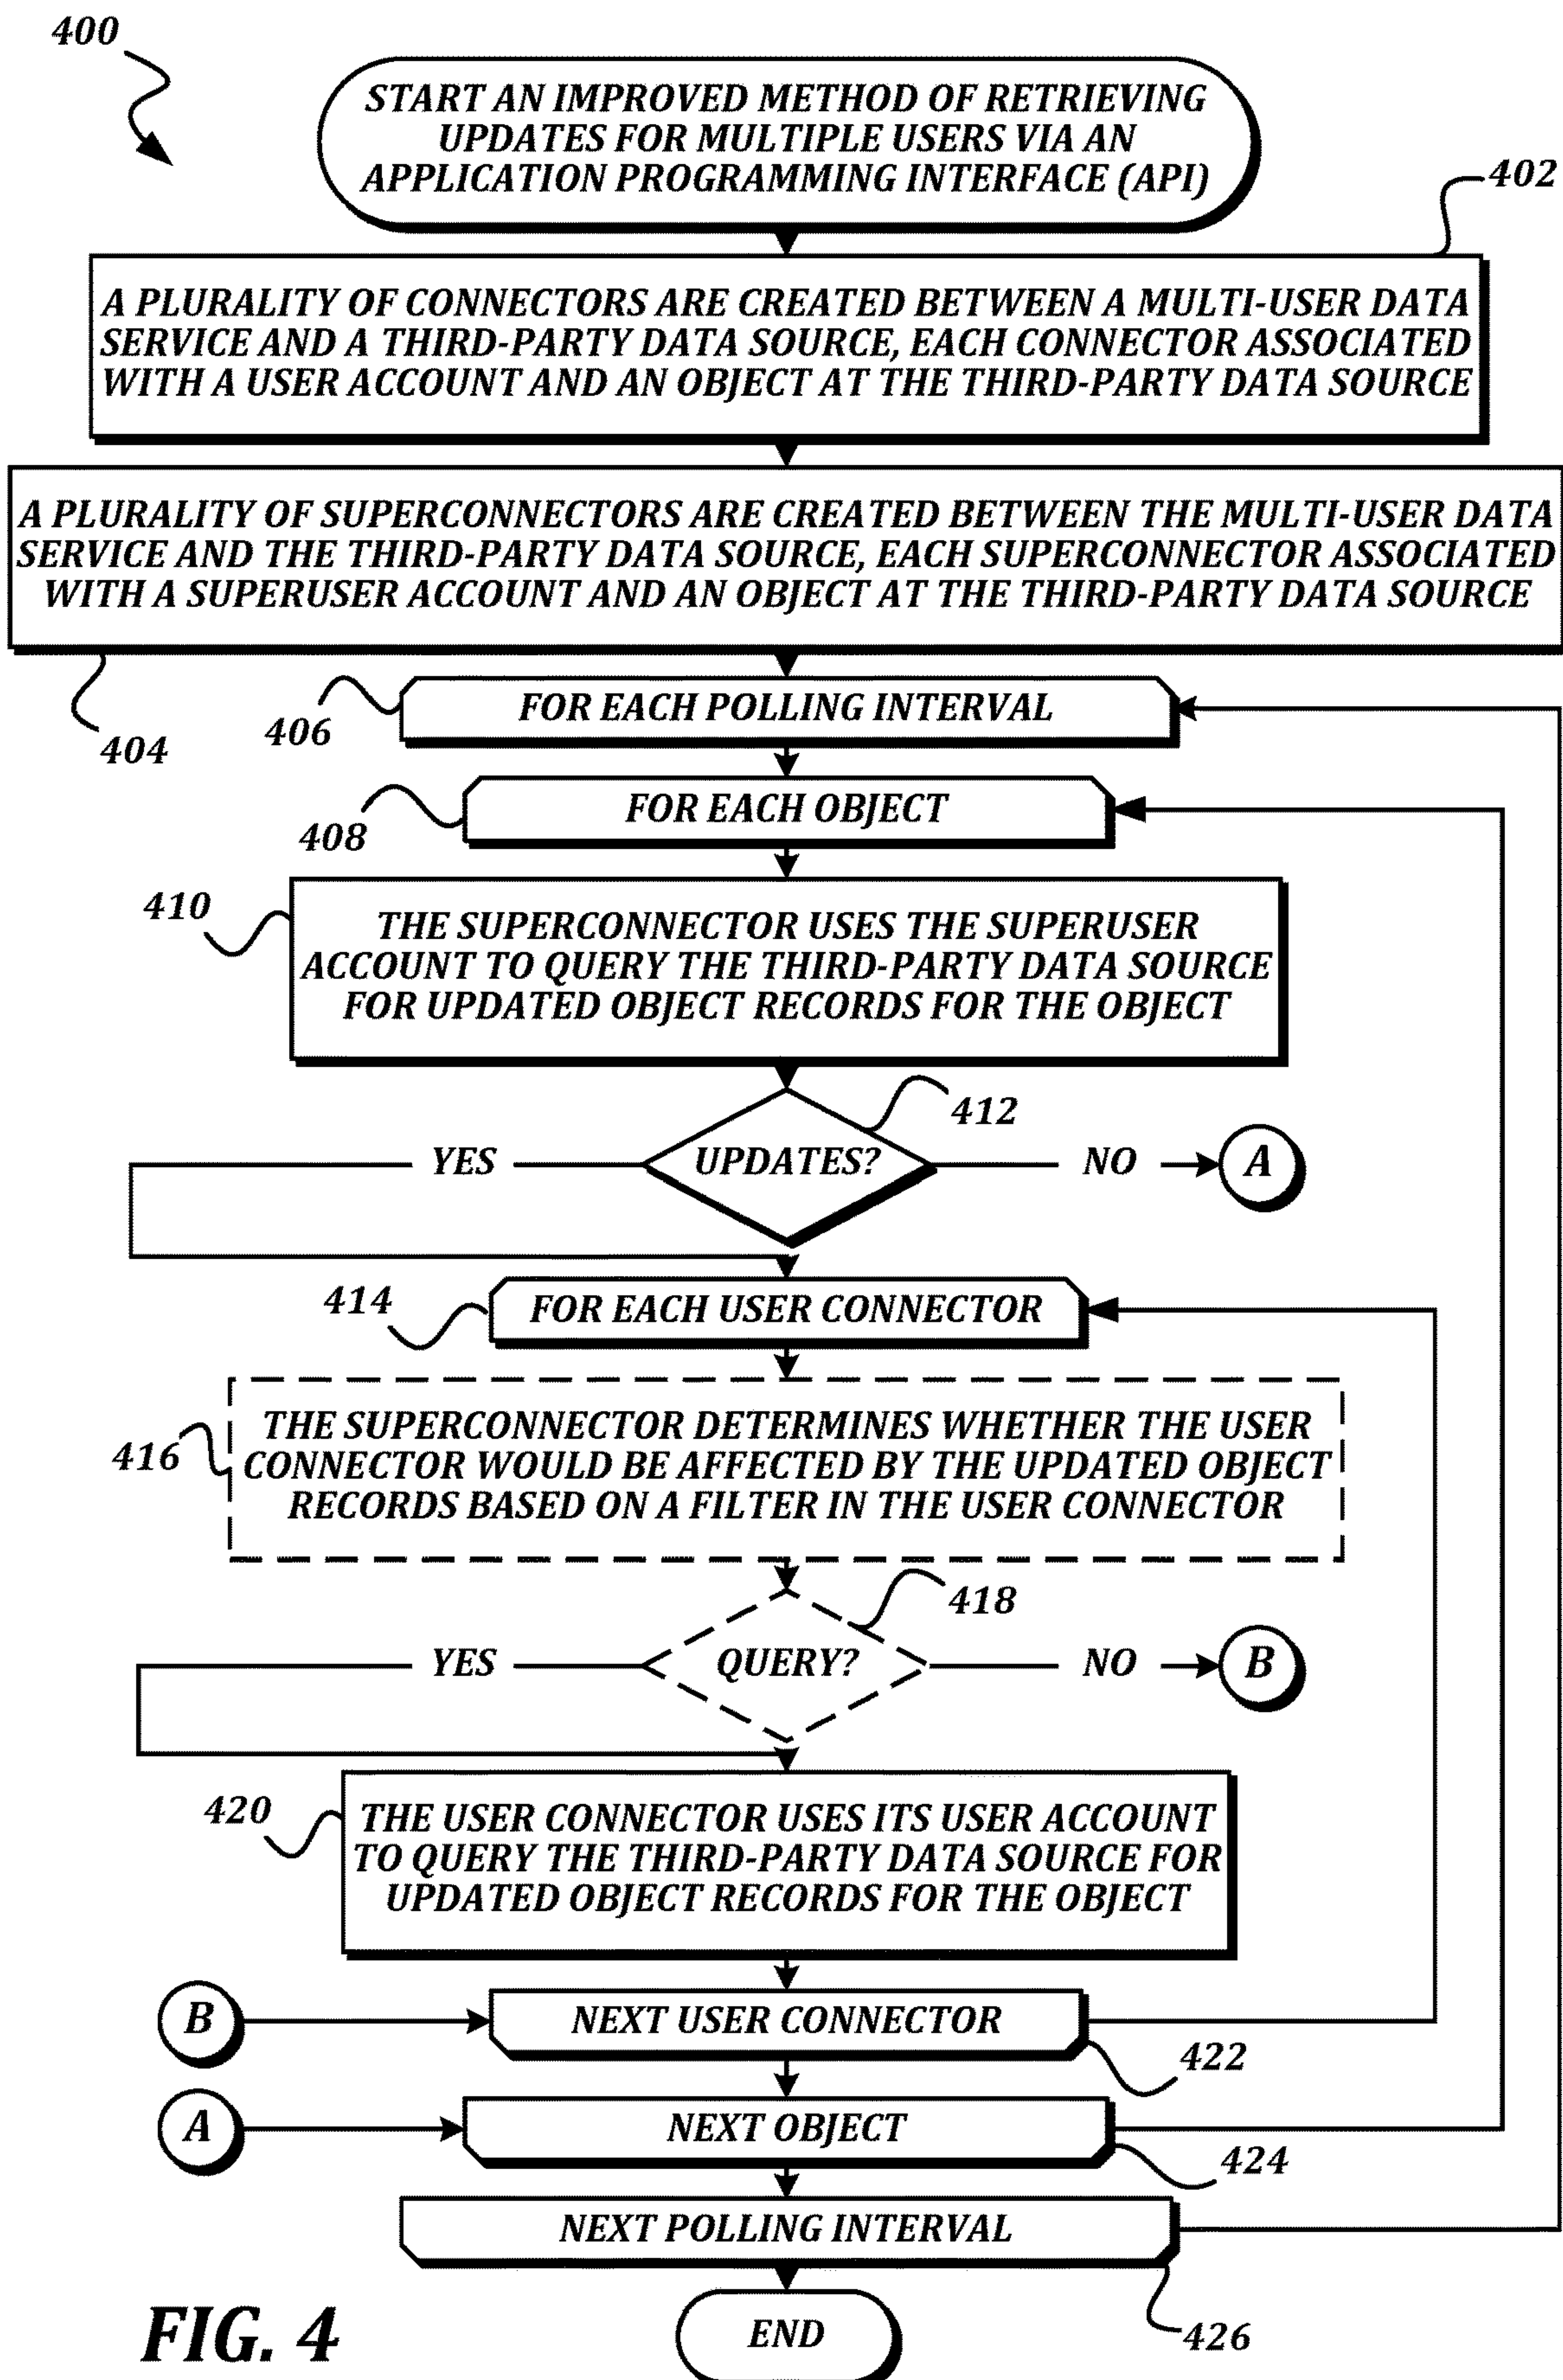 400
START AN IMPROVED METHOD OF RETRIEVING
UPDATES FOR MULTIPLE USERS VIA AN
APPLICATION PROGRAMMING INTERFACE (API)
402
A PLURALITY OF CONNECTORS ARE CREATED BETWEEN A MULTI-USER DATA
SERVICE AND A THIRD-PARTY DATA SOURCE, EACH CONNECTOR ASSOCIATED
WITH A USER ACCOUNT AND AN OBJECT AT THE THIRD-PARTY DATA SOURCE
A PLURALITY OF SUPERCONNECTORS ARE CREATED BETWEEN THE MULTI-USER DATA
SERVICE AND THE THIRD-PARTY DATA SOURCE, EACH SUPERCONNECTOR ASSOCIATED
WITH A SUPERUSER ACCOUNT AND AN OBJECT AT THE THIRD-PARTY DATA SOURCE
404
406
FOR EACH POLLING INTERVAL
408
FOR EACH OBJECT
410
THE SUPERCONNECTOR USES THE SUPERUSER
ACCOUNT TO QUERY THE THIRD-PARTY DATA SOURCE
FOR UPDATED OBJECT RECORDS FOR THE OBJECT
412
YES
UPDATES?
NO
A
414
FOR EACH USER CONNECTOR
416
THE SUPERCONNECTOR DETERMINES WHETHER THE USER
CONNECTOR WOULD BE AFFECTED BY THE UPDATED OBJECT
RECORDS BASED ON A FILTER IN THE USER CONNECTOR
418
YES
QUERY?
NO
B
420
THE USER CONNECTOR USES ITS USER ACCOUNT
TO QUERY THE THIRD-PARTY DATA SOURCE FOR
UPDATED OBJECT RECORDS FOR THE OBJECT
B
NEXT USER CONNECTOR
422
A
NEXT OBJECT
424
NEXT POLLING INTERVAL
426
END
FIG. 4